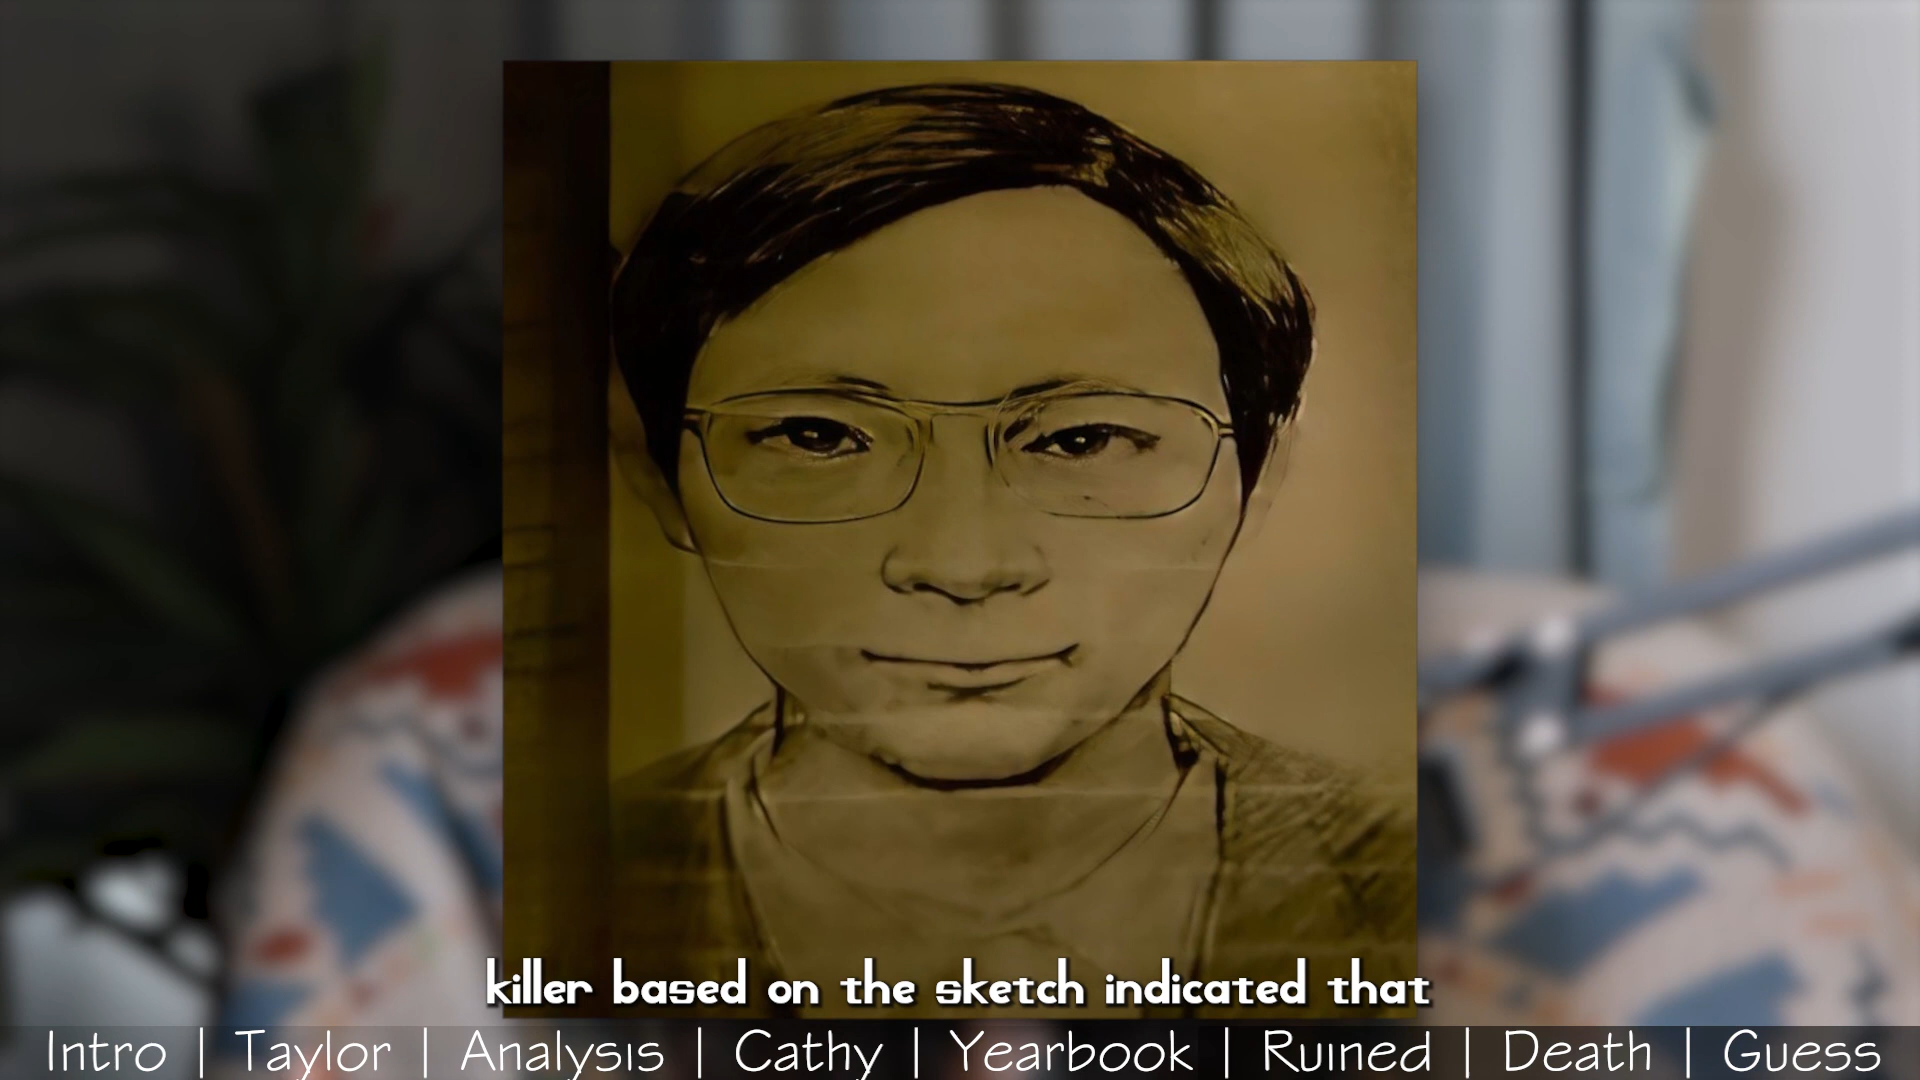 killer based on the sketch indicated that
Intro | Taylor | Analysis | Cathy | Yearbook | Ruined | Death | Guess